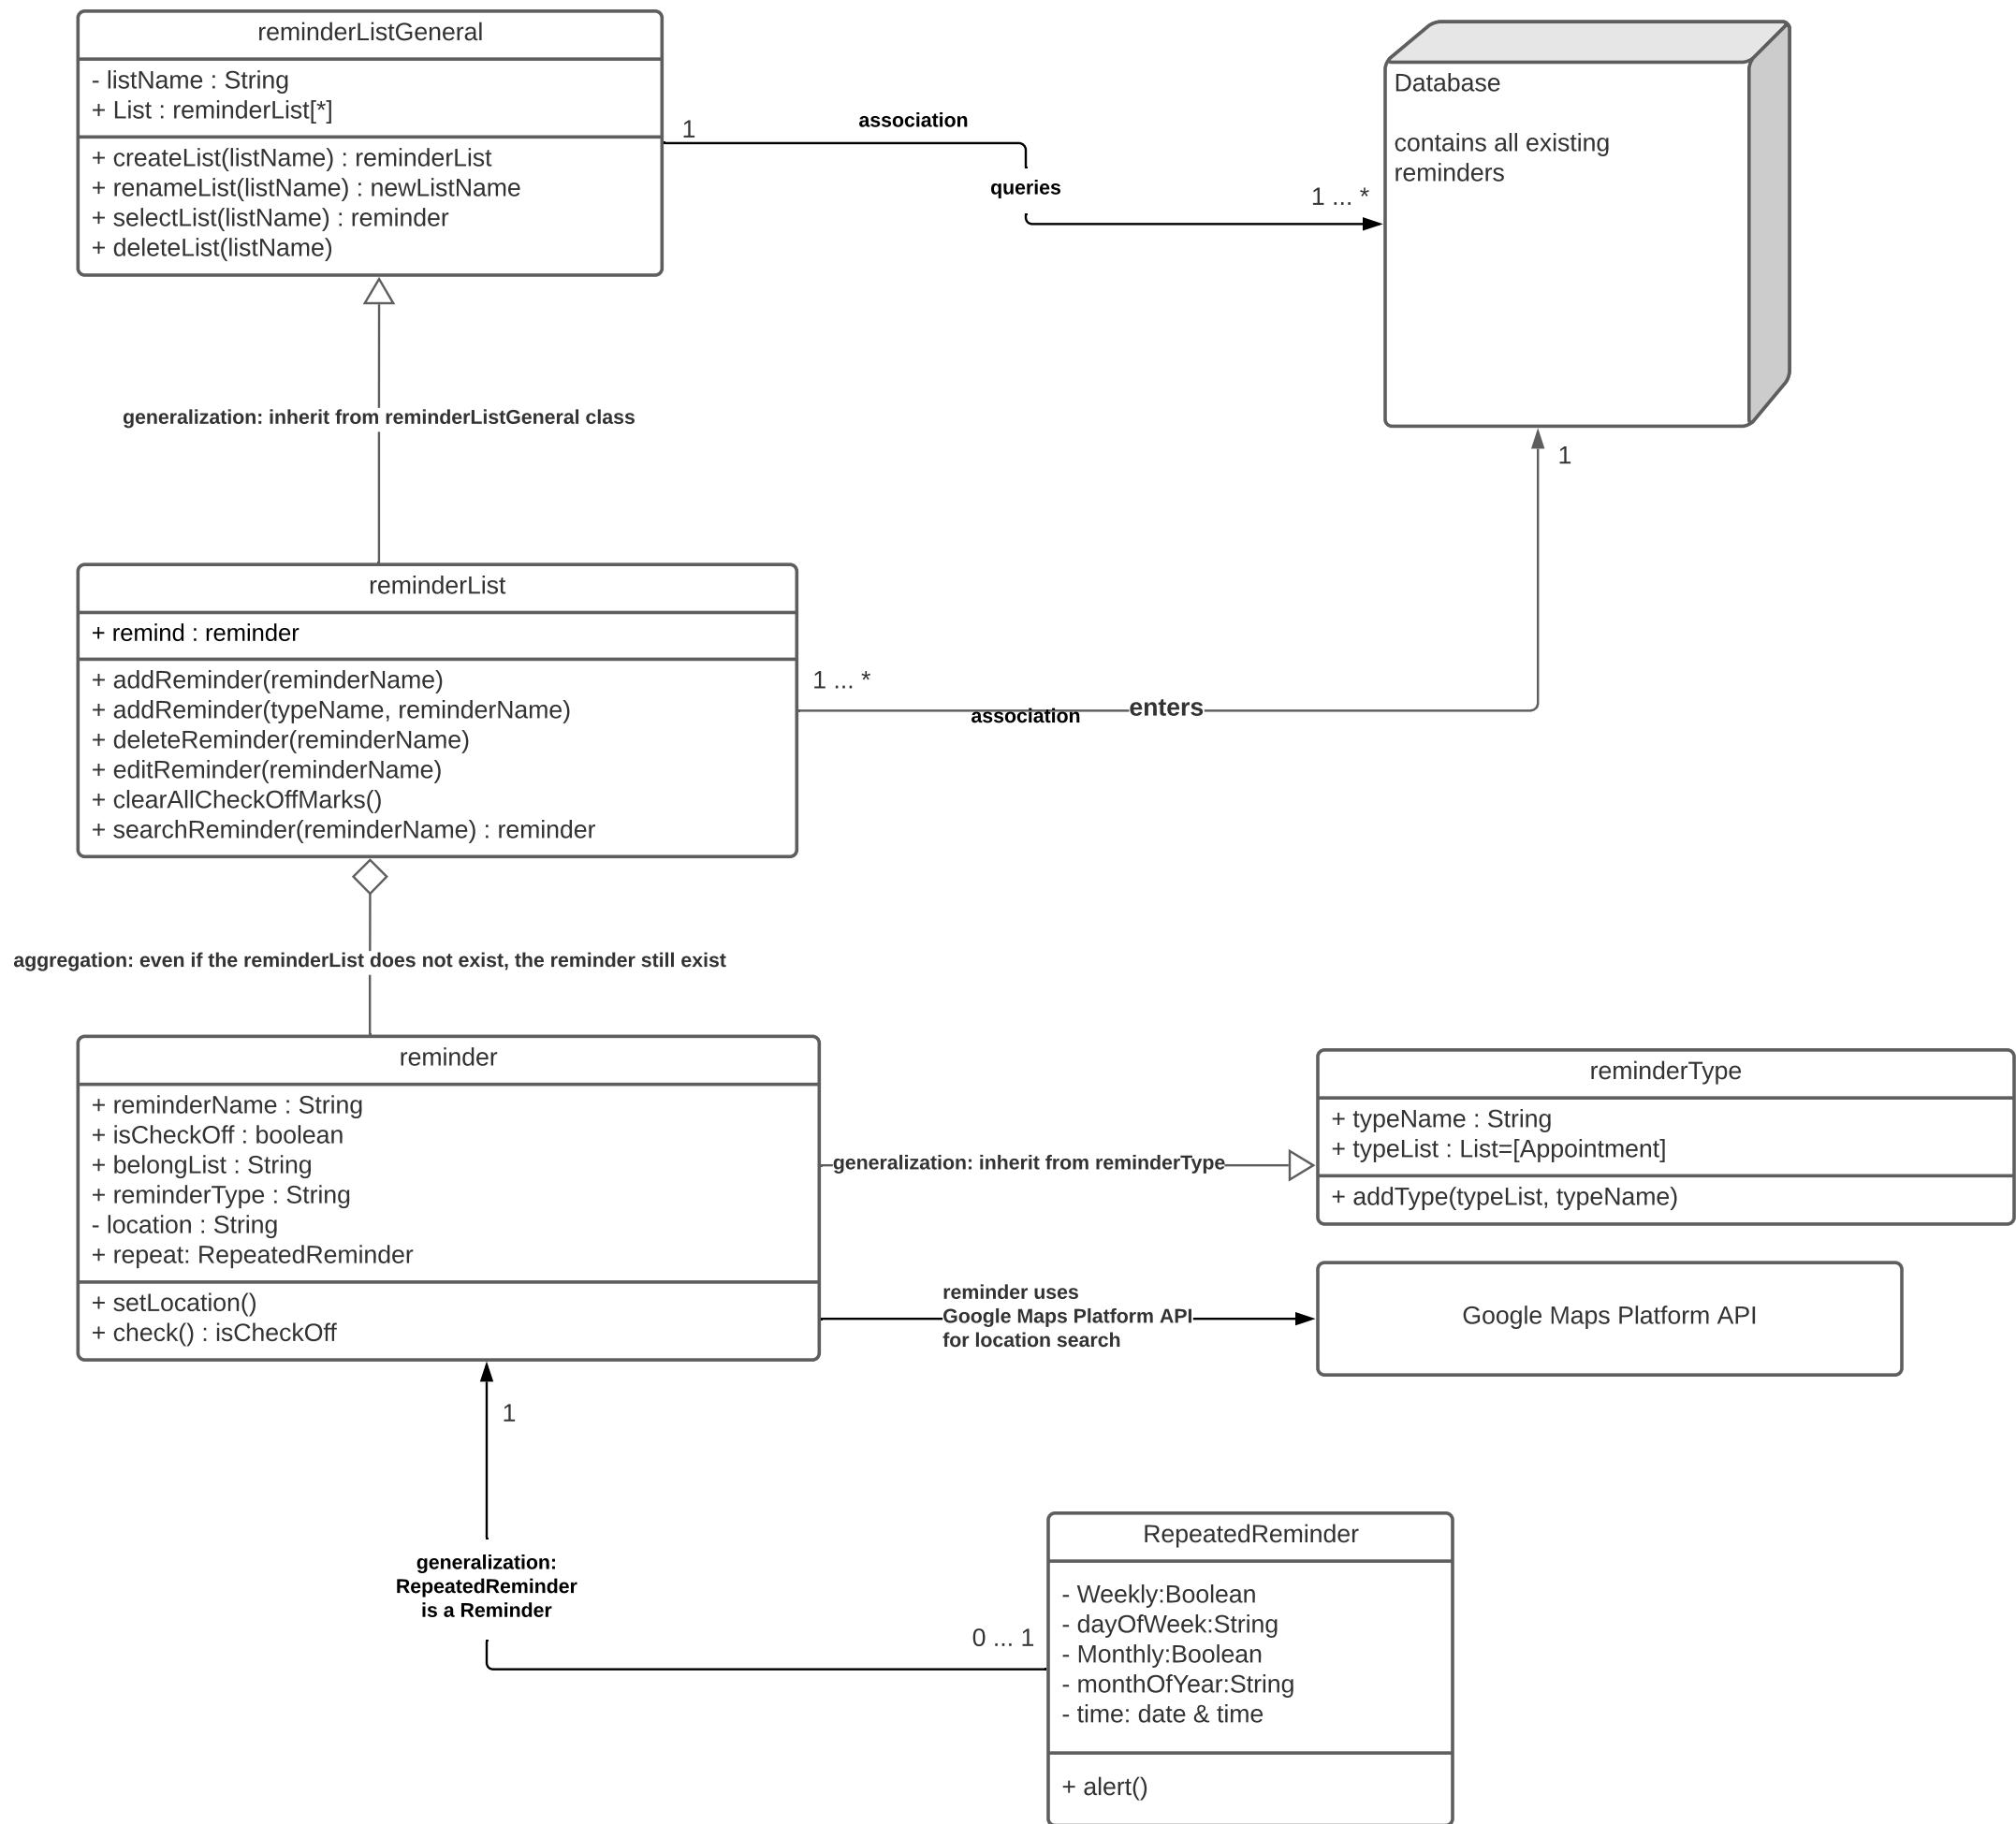 reminderListGeneral
- listName : String
+ List : reminderList[*]
+ createList(listName) : reminderList
+ renameList(listName) : newListName
+ selectList(listName) : reminder
+ deleteList(listName)
1
association
queries
1 ... *
Database
contains all existing
reminders
1
generalization: inherit from reminderListGeneral class
reminderList
+ remind : reminder
+ addReminder(reminderName)
+ addReminder(typeName, reminderName)
+ deleteReminder(reminderName)
+ editReminder(reminderName)
+ clearAllCheckOffMarks()
+ searchReminder(reminderName) : reminder
1 ... *
association
enters
aggregation: even if the reminderList does not exist, the reminder still exist
reminder
+ reminderName : String
+ isCheckOff : boolean
+ belongList : String
+ reminderType : String
- location : String
+ repeat: RepeatedReminder
+ setLocation()
+ check() : isCheckOff
generalization: inherit from reminderType
reminderType
+ typeName : String
+ typeList : List=[Appointment]
+ addType(typeList, typeName)
reminder uses
Google Maps Platform API
for location search
Google Maps Platform API
1
generalization:
RepeatedReminder
is a Reminder
0 ... 1
RepeatedReminder
- Weekly:Boolean
- dayOfWeek:String
- Monthly:Boolean
- monthOfYear:String
- time: date & time
+ alert()